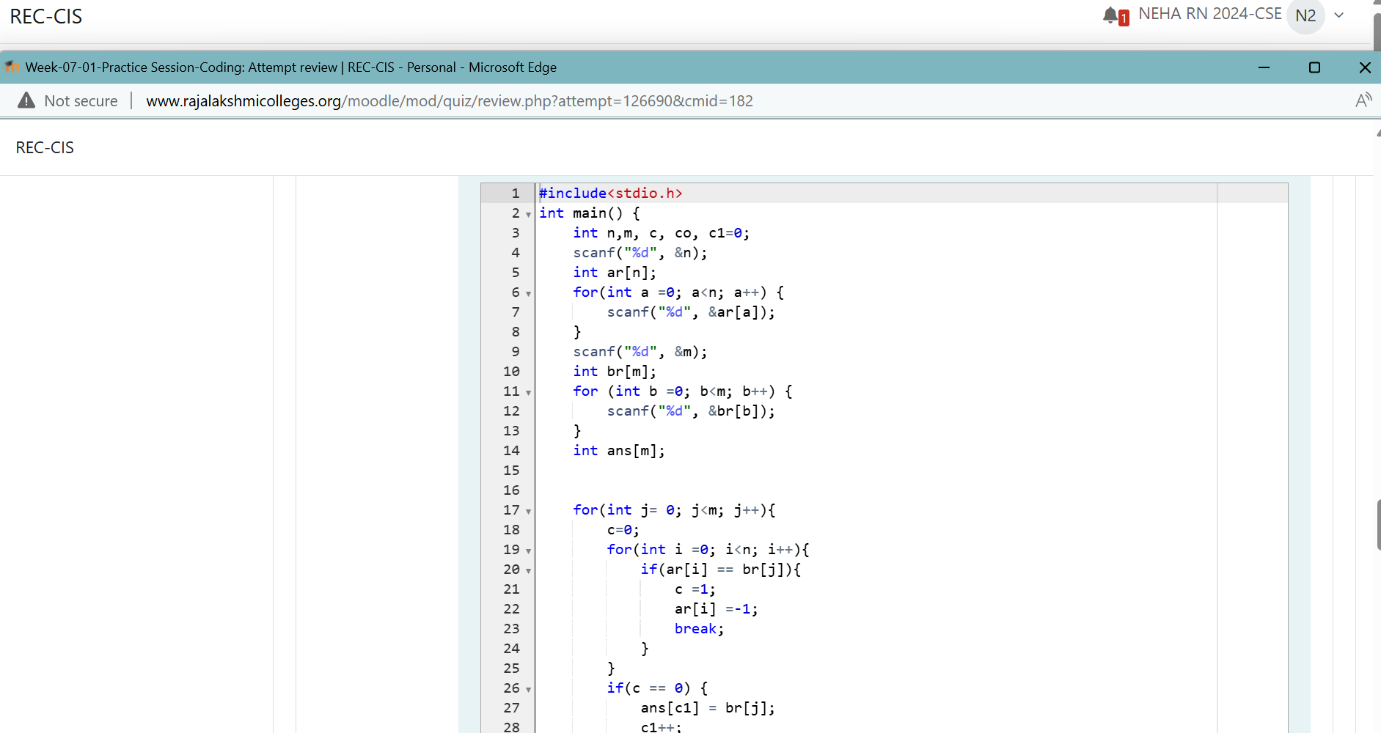 REC-CIS
1 NEHA RN 2024-CSE N2
Week-07-01-Practice Session-Coding: Attempt review | REC-CIS - Personal - Microsoft Edge
Not secure | www.rajalakshmicolleges.org/moodle/mod/quiz/review.php?attempt=126690&cmid=182
REC-CIS
1 #include<stdio.h>
2 int main() {
3     int n,m, c, co, c1=0;
4     scanf("%d", &n);
5     int ar[n];
6     for(int a =0; a<n; a++) {
7         scanf("%d", &ar[a]);
8     }
9     scanf("%d", &m);
10     int br[m];
11     for (int b =0; b<m; b++) {
12         scanf("%d", &br[b]);
13     }
14     int ans[m];
15
16
17     for(int j= 0; j<m; j++){
18         c=0;
19         for(int i =0; i<n; i++){
20             if(ar[i] == br[j]){
21                 c =1;
22                 ar[i] =-1;
23                 break;
24             }
25         }
26         if(c == 0) {
27             ans[c1] = br[j];
28             c1++;